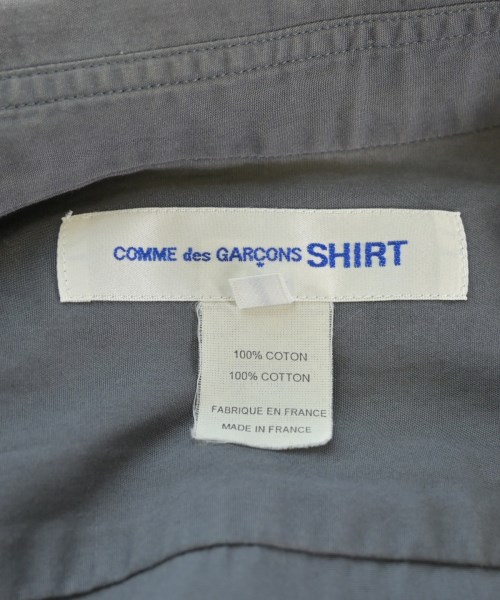 COMME des GARÇONS SHIRT
100% COTON
100% COTTON
FABRIQUE EN FRANCE
MADE IN FRANCE